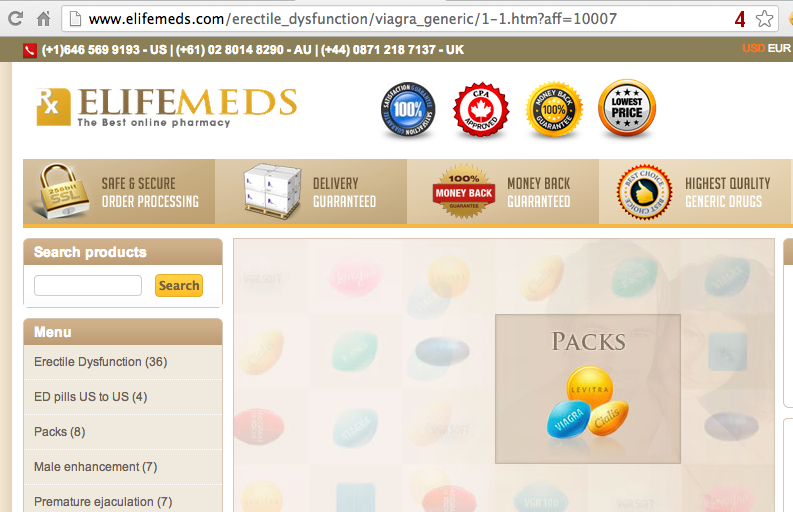 www.elifemeds.com/erectile_dysfunction/viagra_generic/1-1.htm?aff=10007
4
(+1)646 569 9193 - US | (+61) 02 8014 8290 - AU | (+44) 0871 218 7137 - UK
USD EUR
Rx ELIFEMEDS
The Best online pharmacy
SATISFACTION GUARANTEE
100%
CPA
APPROVED
MONEY BACK
100%
GUARANTEE
LOWEST
PRICE
256bit
SSL
SAFE & SECURE
ORDER PROCESSING
DELIVERY
GUARANTEED
100%
MONEY BACK
GUARANTEE
MONEY BACK
GUARANTEED
BEST CHOICE
BEST CHOICE
HIGHEST QUALITY
GENERIC DRUGS
Search products
Search
Menu
Erectile Dysfunction (36)
ED pills US to US (4)
Packs (8)
Male enhancement (7)
Premature ejaculation (7)
PACKS
LEVITRA
VIAGRA
Cialis